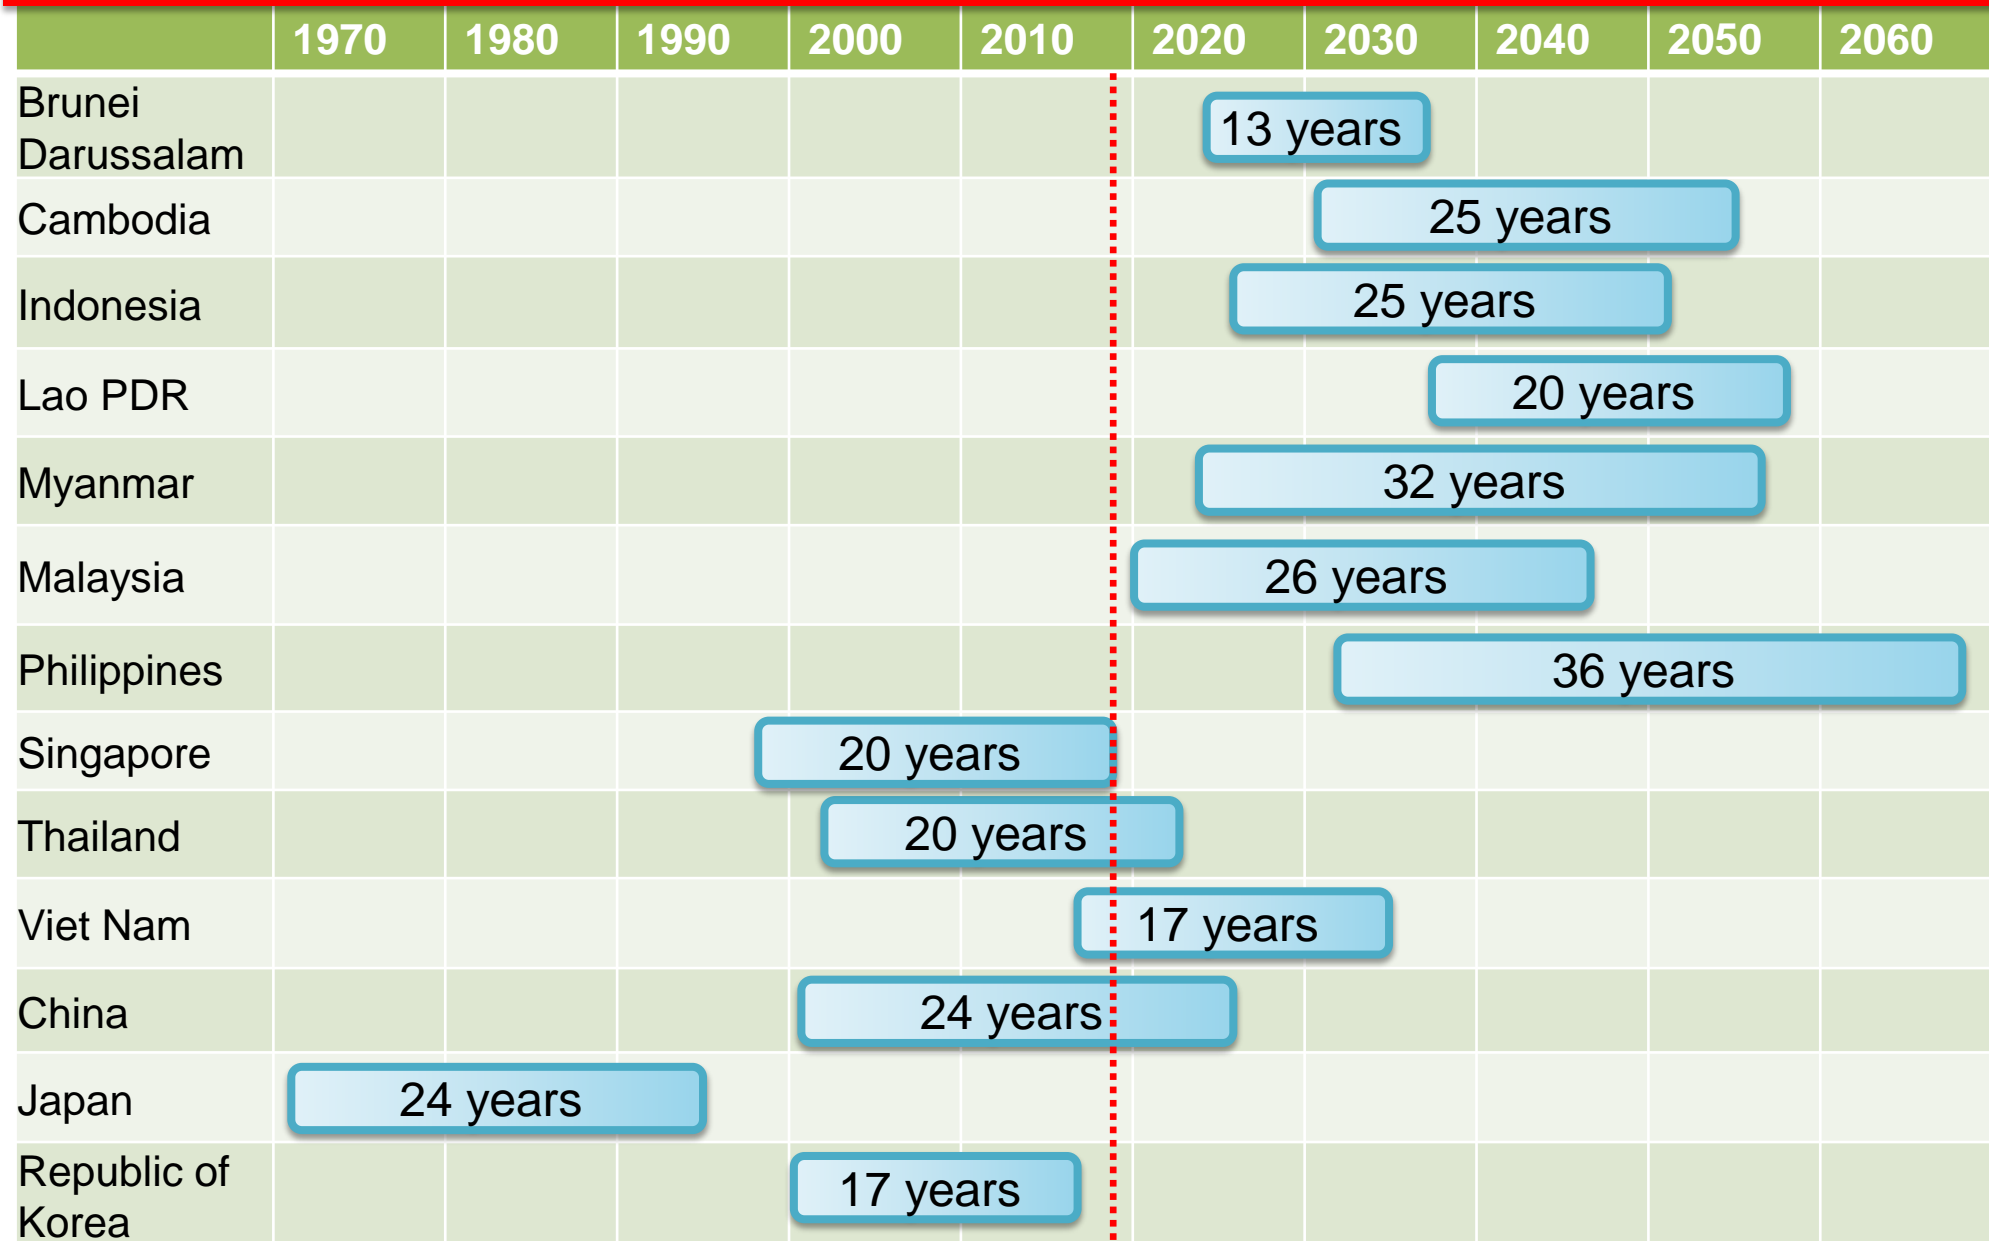 1970 1980 1990 2000 2010 2020 2030 2040 2050 2060
Brunei
Darussalam
13 years
Cambodia 25 years
Indonesia 25 years
Lao PDR 20 years
Myanmar 32 years
Malaysia 26 years
Philippines 36 years
Singapore 20 years
Thailand 20 years
Viet Nam 17 years
China 24 years
Japan 24 years
Republic of
Korea
17 years